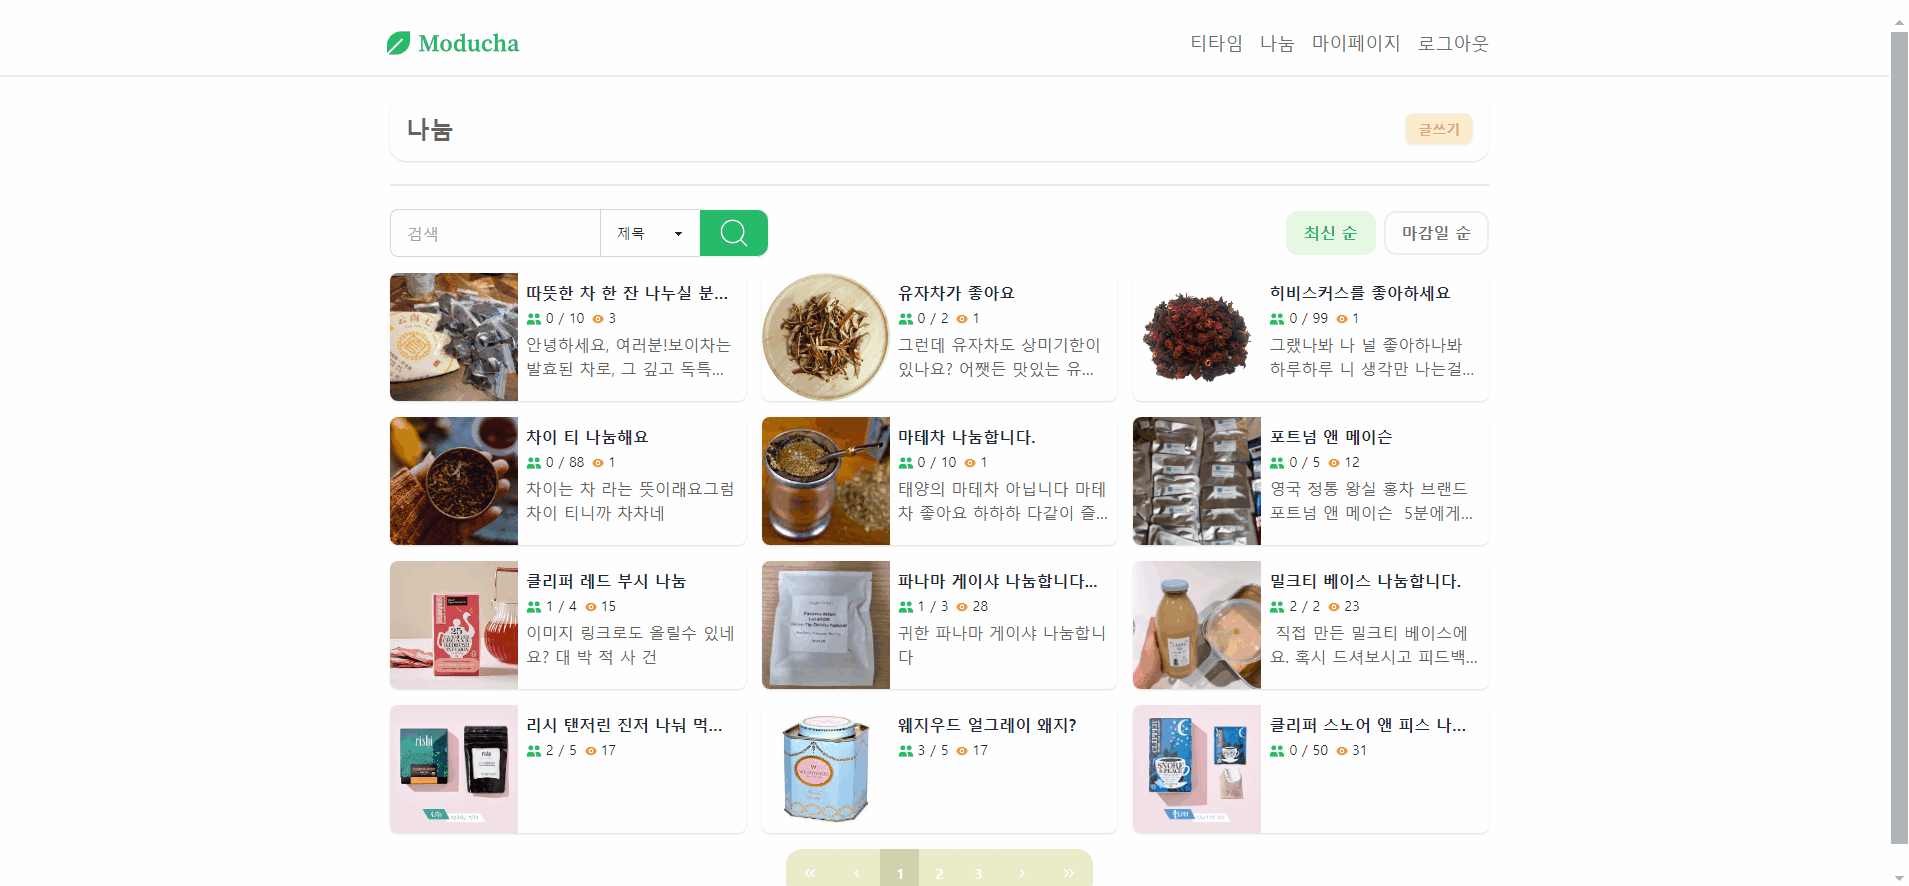 Moducha
티타임 나눔 마이페이지 로그아웃
나눔
글쓰기
검색
제목
최신 순
마감일 순
따뜻한 차 한 잔 나누실 분...
0 / 10 3
안녕하세요, 여러분!보이차는
발효된 차로, 그 깊고 독특...
유자차가 좋아요
0 / 2 1
그런데 유자차도 상미기한이
있나요? 어쨋든 맛있는 유...
히비스커스를 좋아하세요
0 / 99 1
그랬나봐 나 널 좋아하나봐
하루하루 니 생각만 나는걸...
차이 티 나눔해요
0 / 88 1
차이는 차 라는 뜻이래요그럼
차이 티니까 차차네
마테차 나눔합니다.
0 / 10 1
태양의 마테차 아닙니다 마테
차 좋아요 하하하 다같이 즐...
포트넘 앤 메이슨
0 / 5 12
영국 정통 왕실 홍차 브랜드
포트넘 앤 메이슨 5분에게...
클리퍼 레드 부시 나눔
1 / 4 15
이미지 링크로도 올릴수 있네
요? 대 박 적 사 건
파나마 게이샤 나눔합니다...
1 / 3 28
귀한 파나마 게이샤 나눔합니
다
밀크티 베이스 나눔합니다.
2 / 2 23
직접 만든 밀크티 베이스에
요. 혹시 드셔보시고 피드백...
rishi
리시 탠저린 진저 나눠 먹...
2 / 5 17
웨지우드 얼그레이 왜지?
3 / 5 17
CLIPPER
SNORE
& PEACE
클리퍼 스노어 앤 피스 나...
0 / 50 31
« ‹ 1 2 3 › »